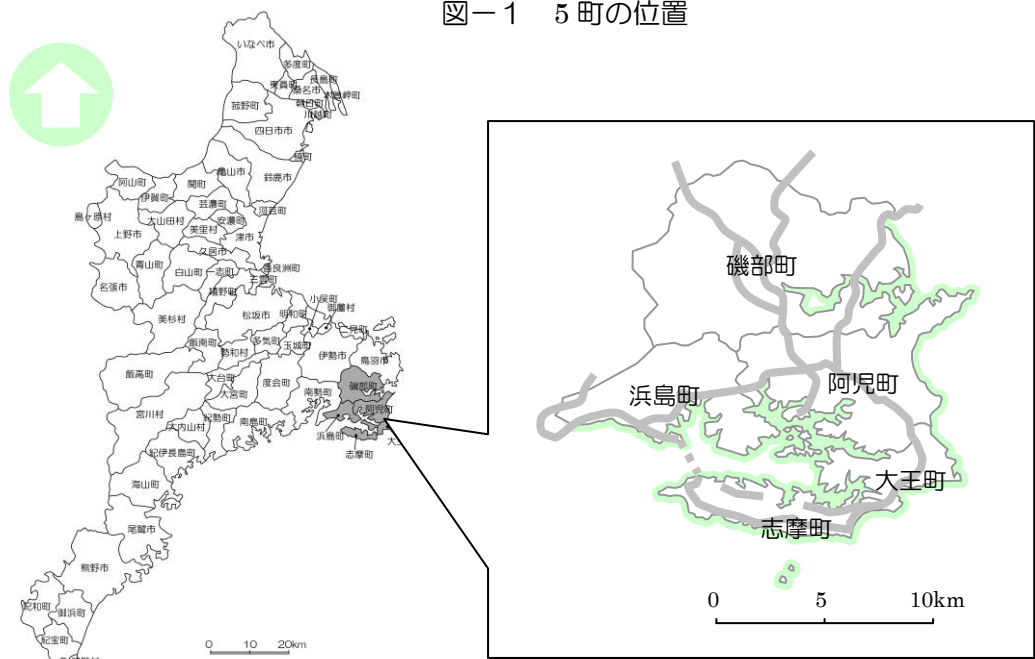 図－１　５町の位置
いなべ市
多度町
長島町
東員町
桑名市
木曽岬町
朝日町
川越町
菰野町
四日市市
楠町
亀山市
鈴鹿市
関町
阿山町
伊賀町
芸濃町
河芸町
島ヶ原村
大山田村
安濃町
美里村
津市
上野市
久居市
青山町
香良洲町
白山町
一志町
三雲町
名張市
嬉野町
小俣町
御薗村
美杉村
松坂市
明和町
二見町
飯南町
多気町
玉城町
勢和村
伊勢市
鳥羽市
飯高町
大台町
度会町
磯部町
大宮町
南勢町
宮川村
紀勢町
南島町
阿児町
大内山村
浜島町
志摩町
紀伊長島町
海山町
尾鷲市
熊野市
紀和町
御浜町
紀宝町
0 10 20km
磯部町
浜島町
阿児町
大王町
志摩町
0 5 10km